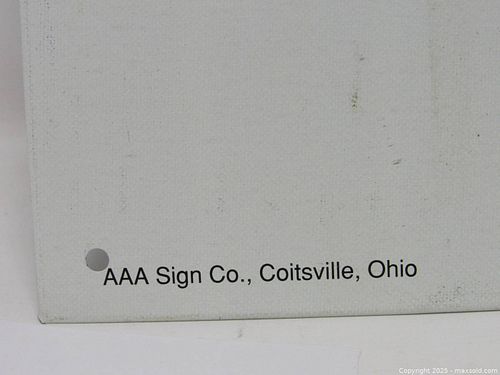 AAA Sign Co., Coitsville, Ohio
Copyright 2025 - maxsold.com